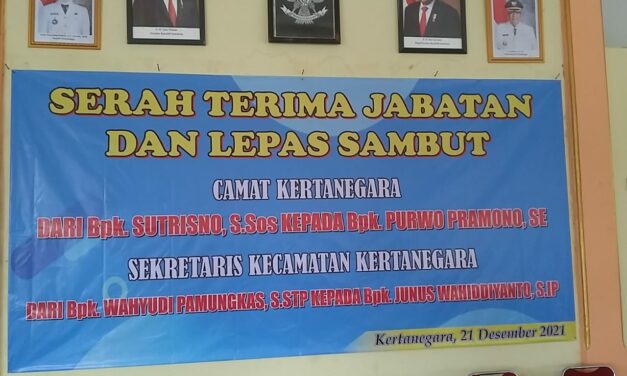 SERAH TERIMA JABATAN
DAN LEPAS SAMBUT
CAMAT KERTANEGARA
DARI Bpk. SUTRISNO, S.Sos KEPADA Bpk. PURWO PRAMONO, SE
SEKRETARIS KECAMATAN KERTANEGARA
DARI Bpk. WAHYUDI PAMUNGKAS, S.STP KEPADA Bpk. JUNUS WAHIDDIYANTO, S.IP
Kertanegara, 21 Desember 2021